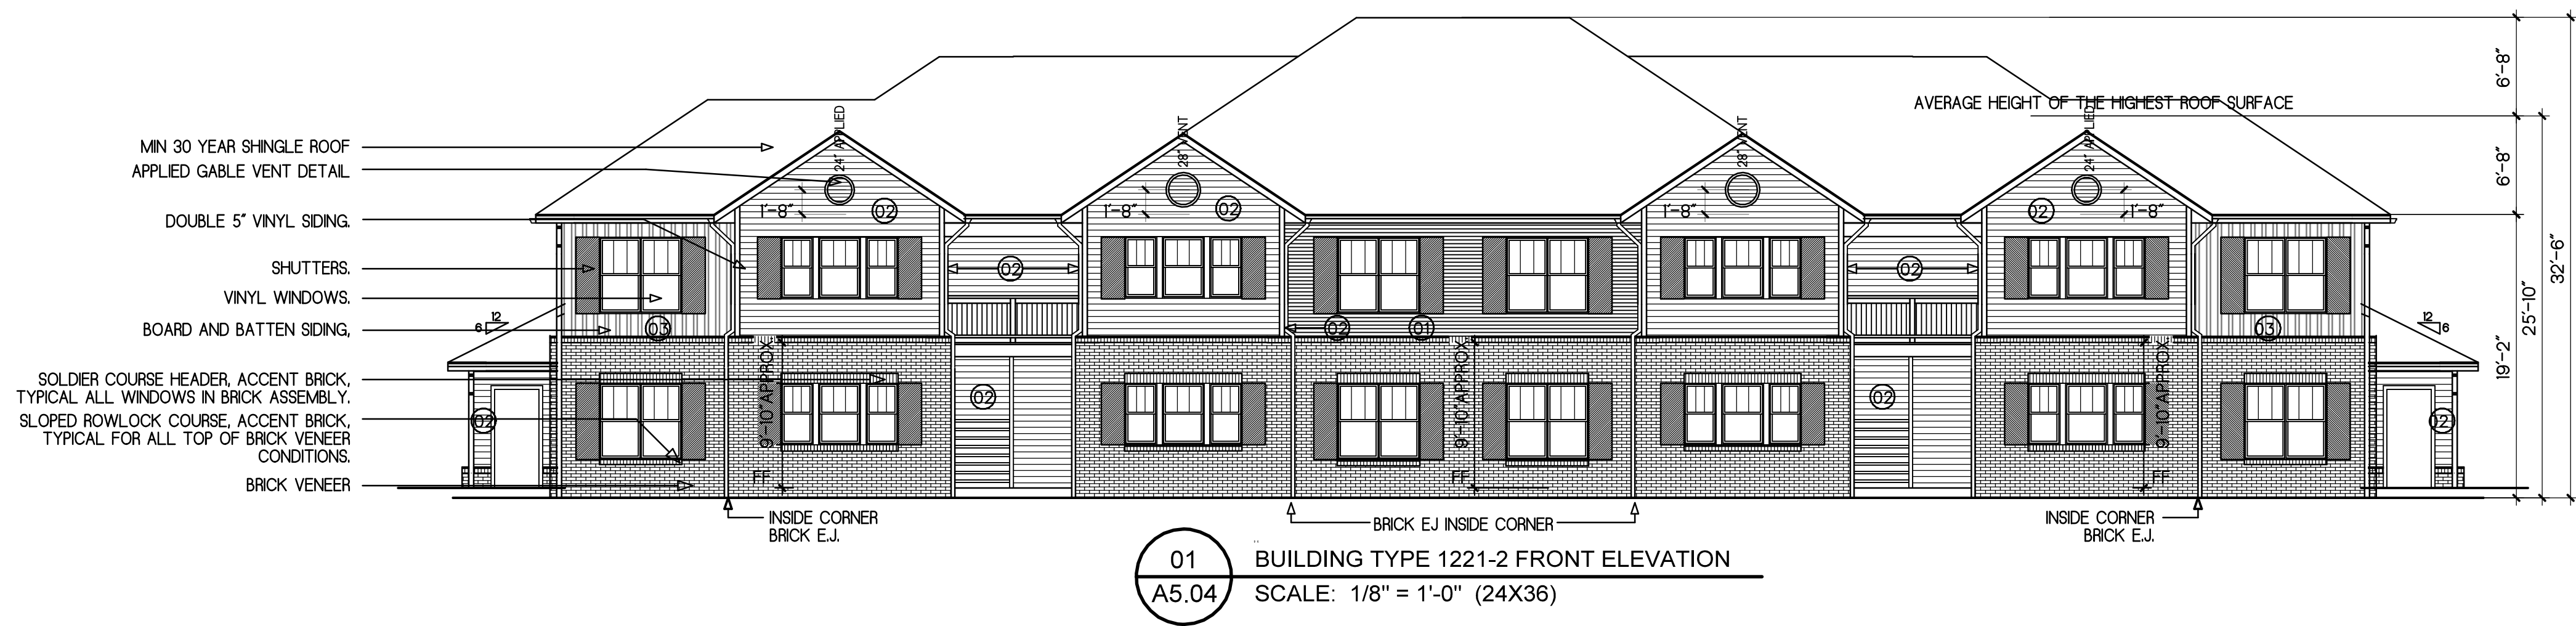 6'-8"
AVERAGE HEIGHT OF THE HIGHEST ROOF SURFACE
24" APPLIED
28" VENT
28" VENT
24" APPLIED
MIN 30 YEAR SHINGLE ROOF
APPLIED GABLE VENT DETAIL
6'-8"
1'-8"
02
1'-8"
02
1'-8"
02
1'-8"
DOUBLE 5" VINYL SIDING.
SHUTTERS.
02
02
32'-6"
VINYL WINDOWS.
25'-10"
BOARD AND BATTEN SIDING,
12
6
03
02
01
03
12
6
19'-2"
9'-10"APPROX.
9'-10"APPROX.
9'-10"APPROX.
SOLDIER COURSE HEADER, ACCENT BRICK,
TYPICAL ALL WINDOWS IN BRICK ASSEMBLY.
02
02
SLOPED ROWLOCK COURSE, ACCENT BRICK,
TYPICAL FOR ALL TOP OF BRICK VENEER
CONDITIONS.
02
02
FF
FF
FF
BRICK VENEER
INSIDE CORNER
BRICK E.J.
BRICK EJ INSIDE CORNER
INSIDE CORNER
BRICK E.J.
01
BUILDING TYPE 1221-2 FRONT ELEVATION
A5.04
SCALE: 1/8" = 1'-0" (24X36)